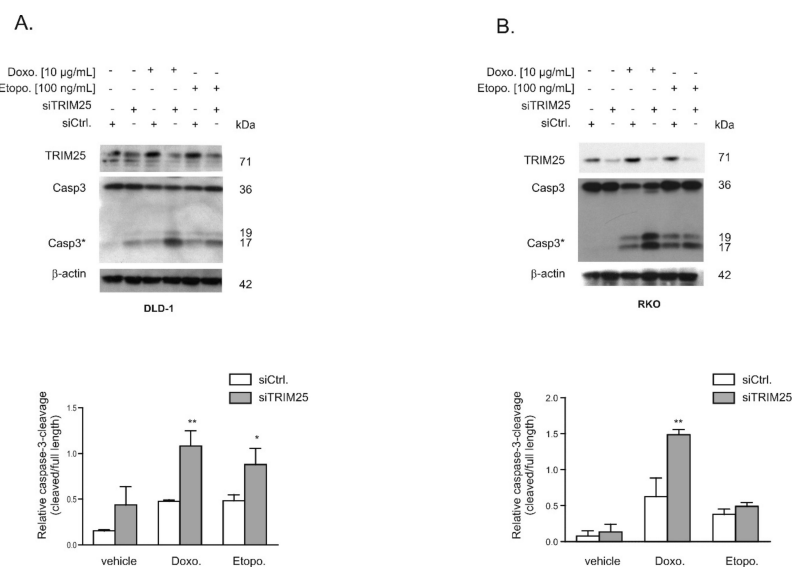 A.
Doxo. [10 µg/mL] - - + + - -
Etopo. [100 ng/mL] - - - - + +
siTRIM25 - + - + - +
siCtrl. + - + - + - kDa
TRIM25 71
Casp3 36
19
Casp3* 17
β-actin 42
DLD-1
siCtrl.
siTRIM25
Relative caspase-3-cleavage
(cleaved/full length)
1.5
1.0
0.5
0.0
** *
vehicle Doxo. Etopo.
B.
Doxo. [10 µg/mL] - - + + - -
Etopo. [100 ng/mL] - - - - + +
siTRIM25 - + - + - +
siCtrl. + - + - + - kDa
TRIM25 71
Casp3 36
19
Casp3* 17
β-actin 42
RKO
siCtrl.
siTRIM25
Relative caspase-3-cleavage
(cleaved/full length)
2.0
1.5
1.0
0.5
0.0
**
vehicle Doxo. Etopo.